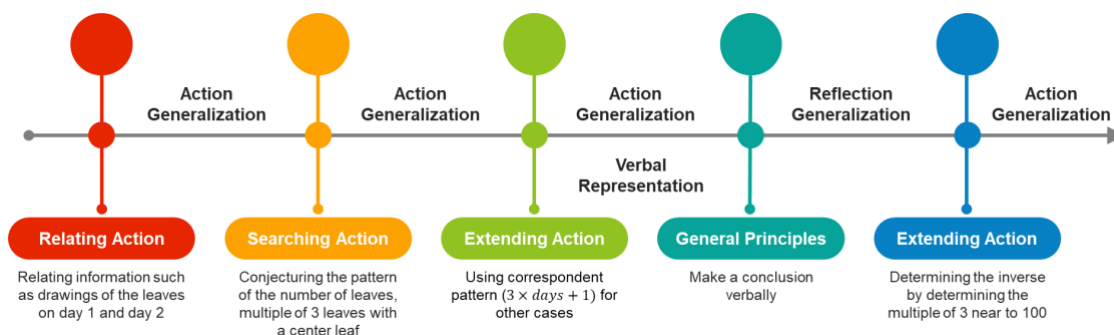 Action
Generalization
Action
Generalization
Action
Generalization
Reflection
Generalization
Action
Generalization
Verbal
Representation
Relating Action
Searching Action
Extending Action
General Principles
Extending Action
Relating information such
as drawings of the leaves
on day 1 and day 2
Conjecturing the pattern
of the number of leaves,
multiple of 3 leaves with
a center leaf
Using correspondent
pattern (3 × days + 1) for
other cases
Make a conclusion
verbally
Determining the inverse
by determining the
multiple of 3 near to 100